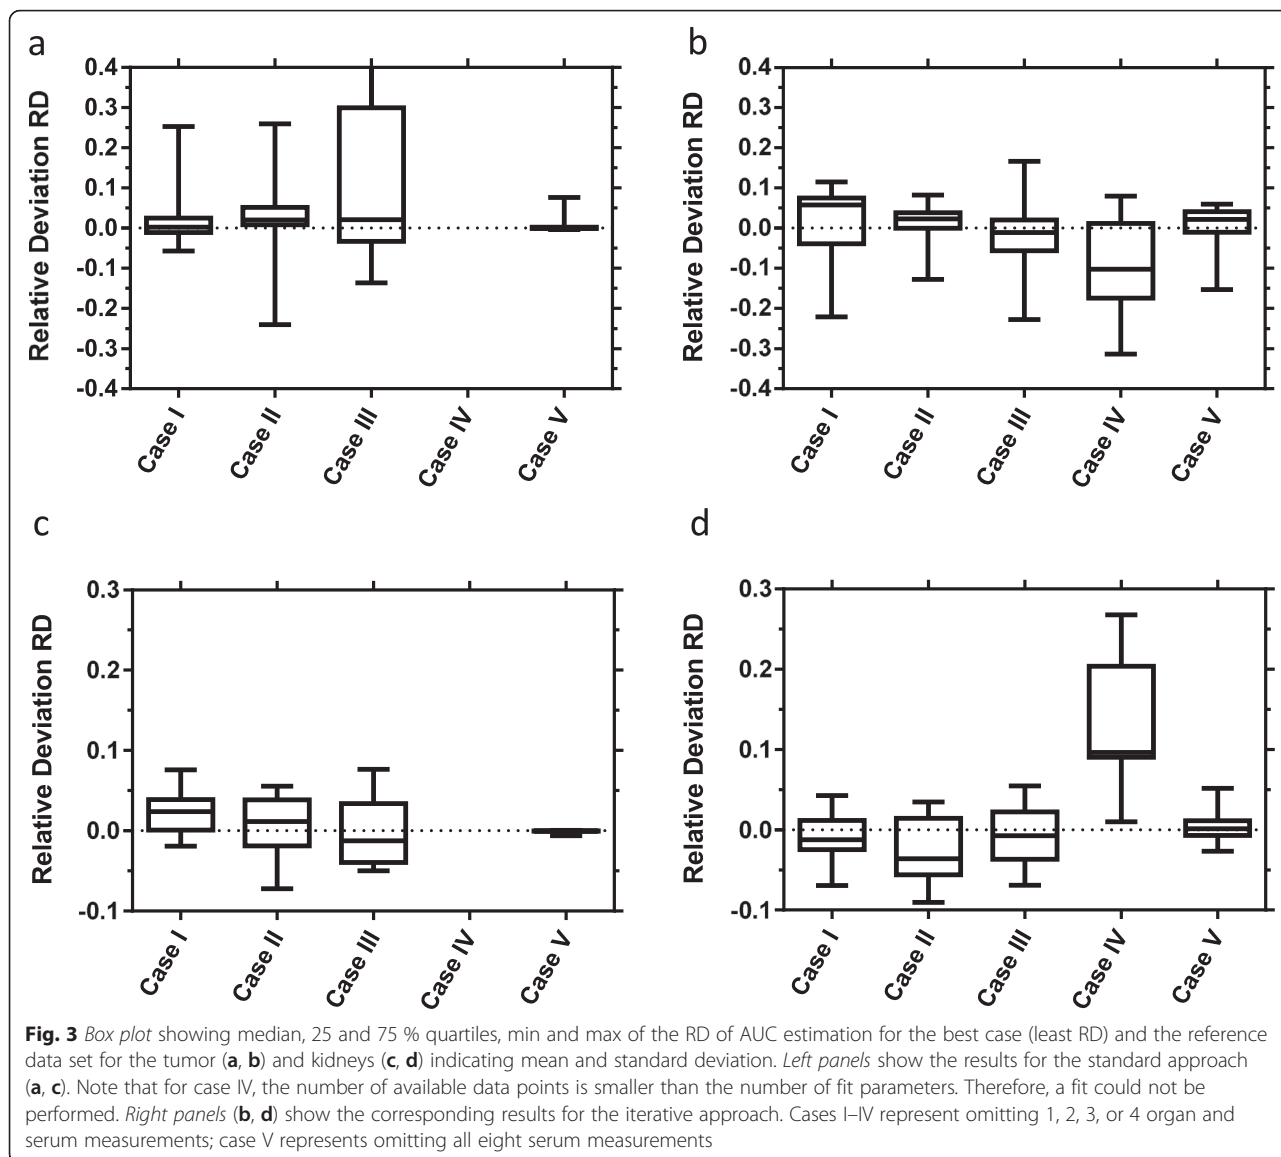 a
Relative Deviation RD
0.4
0.3
0.2
0.1
0.0
-0.1
-0.2
-0.3
-0.4
Case I
Case II
Case III
Case IV
Case V
b
Relative Deviation RD
0.4
0.3
0.2
0.1
0.0
-0.1
-0.2
-0.3
-0.4
Case I
Case II
Case III
Case IV
Case V
c
Relative Deviation RD
0.3
0.2
0.1
0.0
-0.1
Case I
Case II
Case III
Case IV
Case V
d
Relative Deviation RD
0.3
0.2
0.1
0.0
-0.1
Case I
Case II
Case III
Case IV
Case V
Fig. 3 Box plot showing median, 25 and 75 % quartiles, min and max of the RD of AUC estimation for the best case (least RD) and the reference
data set for the tumor (a, b) and kidneys (c, d) indicating mean and standard deviation. Left panels show the results for the standard approach
(a, c). Note that for case IV, the number of available data points is smaller than the number of fit parameters. Therefore, a fit could not be
performed. Right panels (b, d) show the corresponding results for the iterative approach. Cases I–IV represent omitting 1, 2, 3, or 4 organ and
serum measurements; case V represents omitting all eight serum measurements